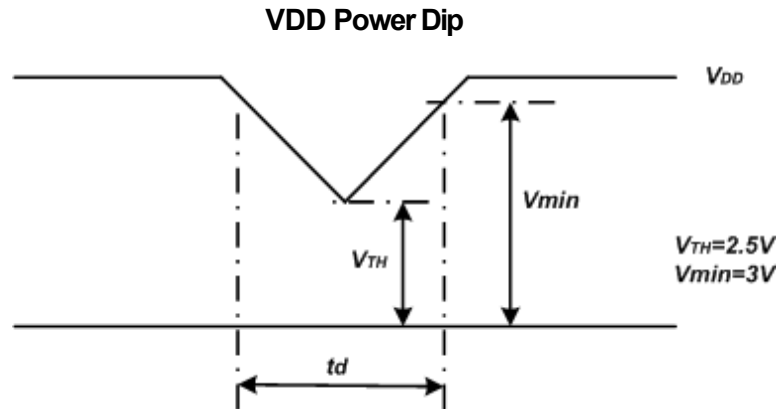 VDD Power Dip
VDD
Vmin
VTH
VTH=2.5V
Vmin=3V
td